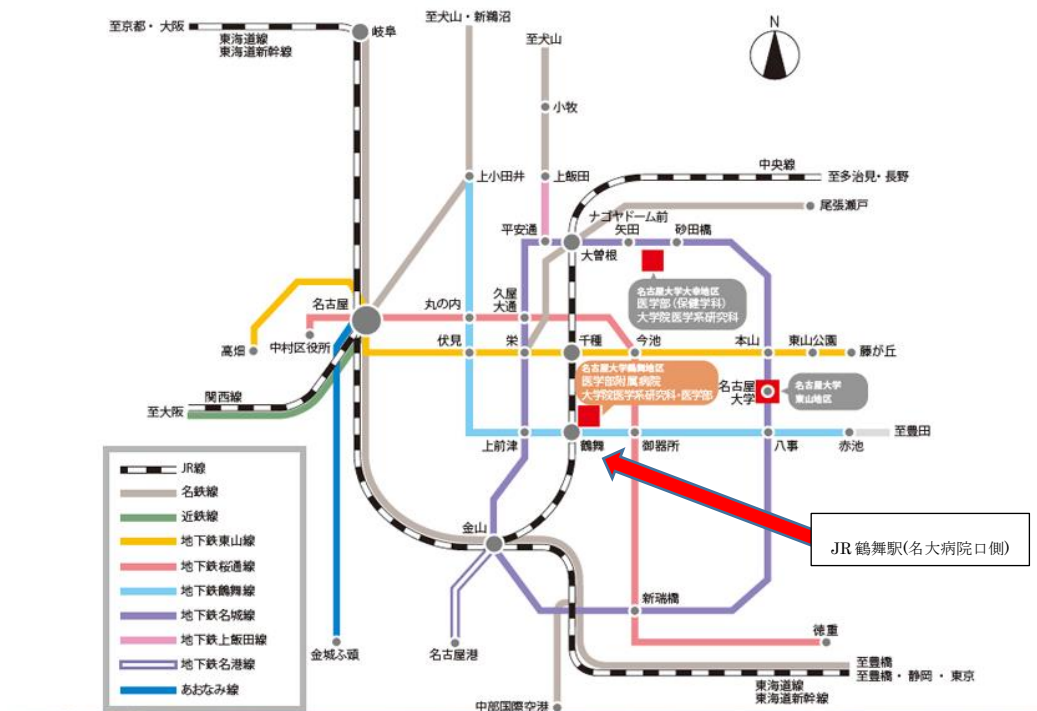 至京都・大阪
東海道線
東海道新幹線
岐阜
至犬山・新鵜沼
至犬山
N
小牧
上小田井
上飯田
中央線
至多治見・長野
尾張瀬戸
ナゴヤドーム前
矢田
砂田橋
平安通
大曽根
名古屋大学大幸地区
医学部(保健学科)
大学院医学系研究科
名古屋
丸の内
久屋
大通
高畑
中村区役所
伏見
栄
千種
今池
本山
東山公園
藤が丘
名古屋大学鶴舞地区
医学部附属病院
大学院医学系研究科・医学部
名古屋
大学
名古屋大学
東山地区
関西線
至大阪
上前津
鶴舞
御器所
八事
赤池
至豊田
JR線
名鉄線
近鉄線
地下鉄東山線
地下鉄桜通線
地下鉄鶴舞線
地下鉄名城線
地下鉄上飯田線
地下鉄名港線
あおなみ線
金山
JR 鶴舞駅(名大病院口側)
新瑞橋
徳重
金城ふ頭
名古屋港
至豊橋
至豊橋・静岡・東京
東海道線
東海道新幹線
中部国際空港